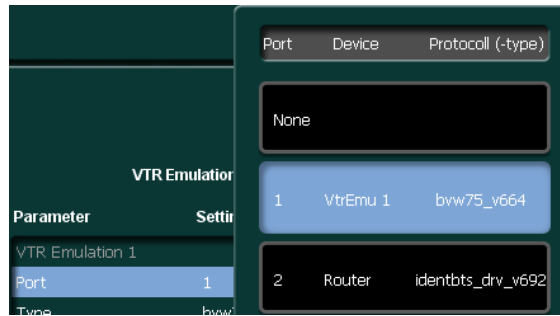 Port Device Protocoll (-type)
None
1 VtrEmu 1 bvw75_v664
2 Router identbts_drv_v692
VTR Emulation
Parameter
VTR Emulation 1
Port 1
Type